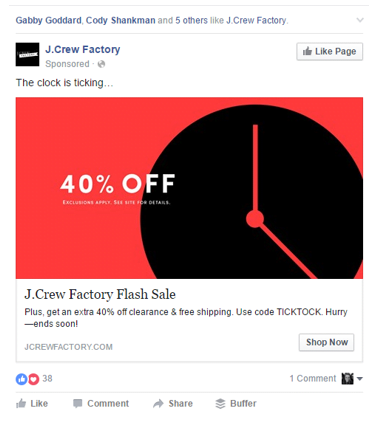 Gabby Goddard, Cody Shankman and 5 others like J.Crew Factory.
J.Crew Factory
Sponsored ·
Like Page
The clock is ticking...
40% OFF
EXCLUSIONS APPLY. SEE SITE FOR DETAILS.
J.Crew Factory Flash Sale
Plus, get an extra 40% off clearance & free shipping. Use code TICKTOCK. Hurry
—ends soon!
JCREWFACTORY.COM
Shop Now
38
1 Comment
Like Comment Share Buffer